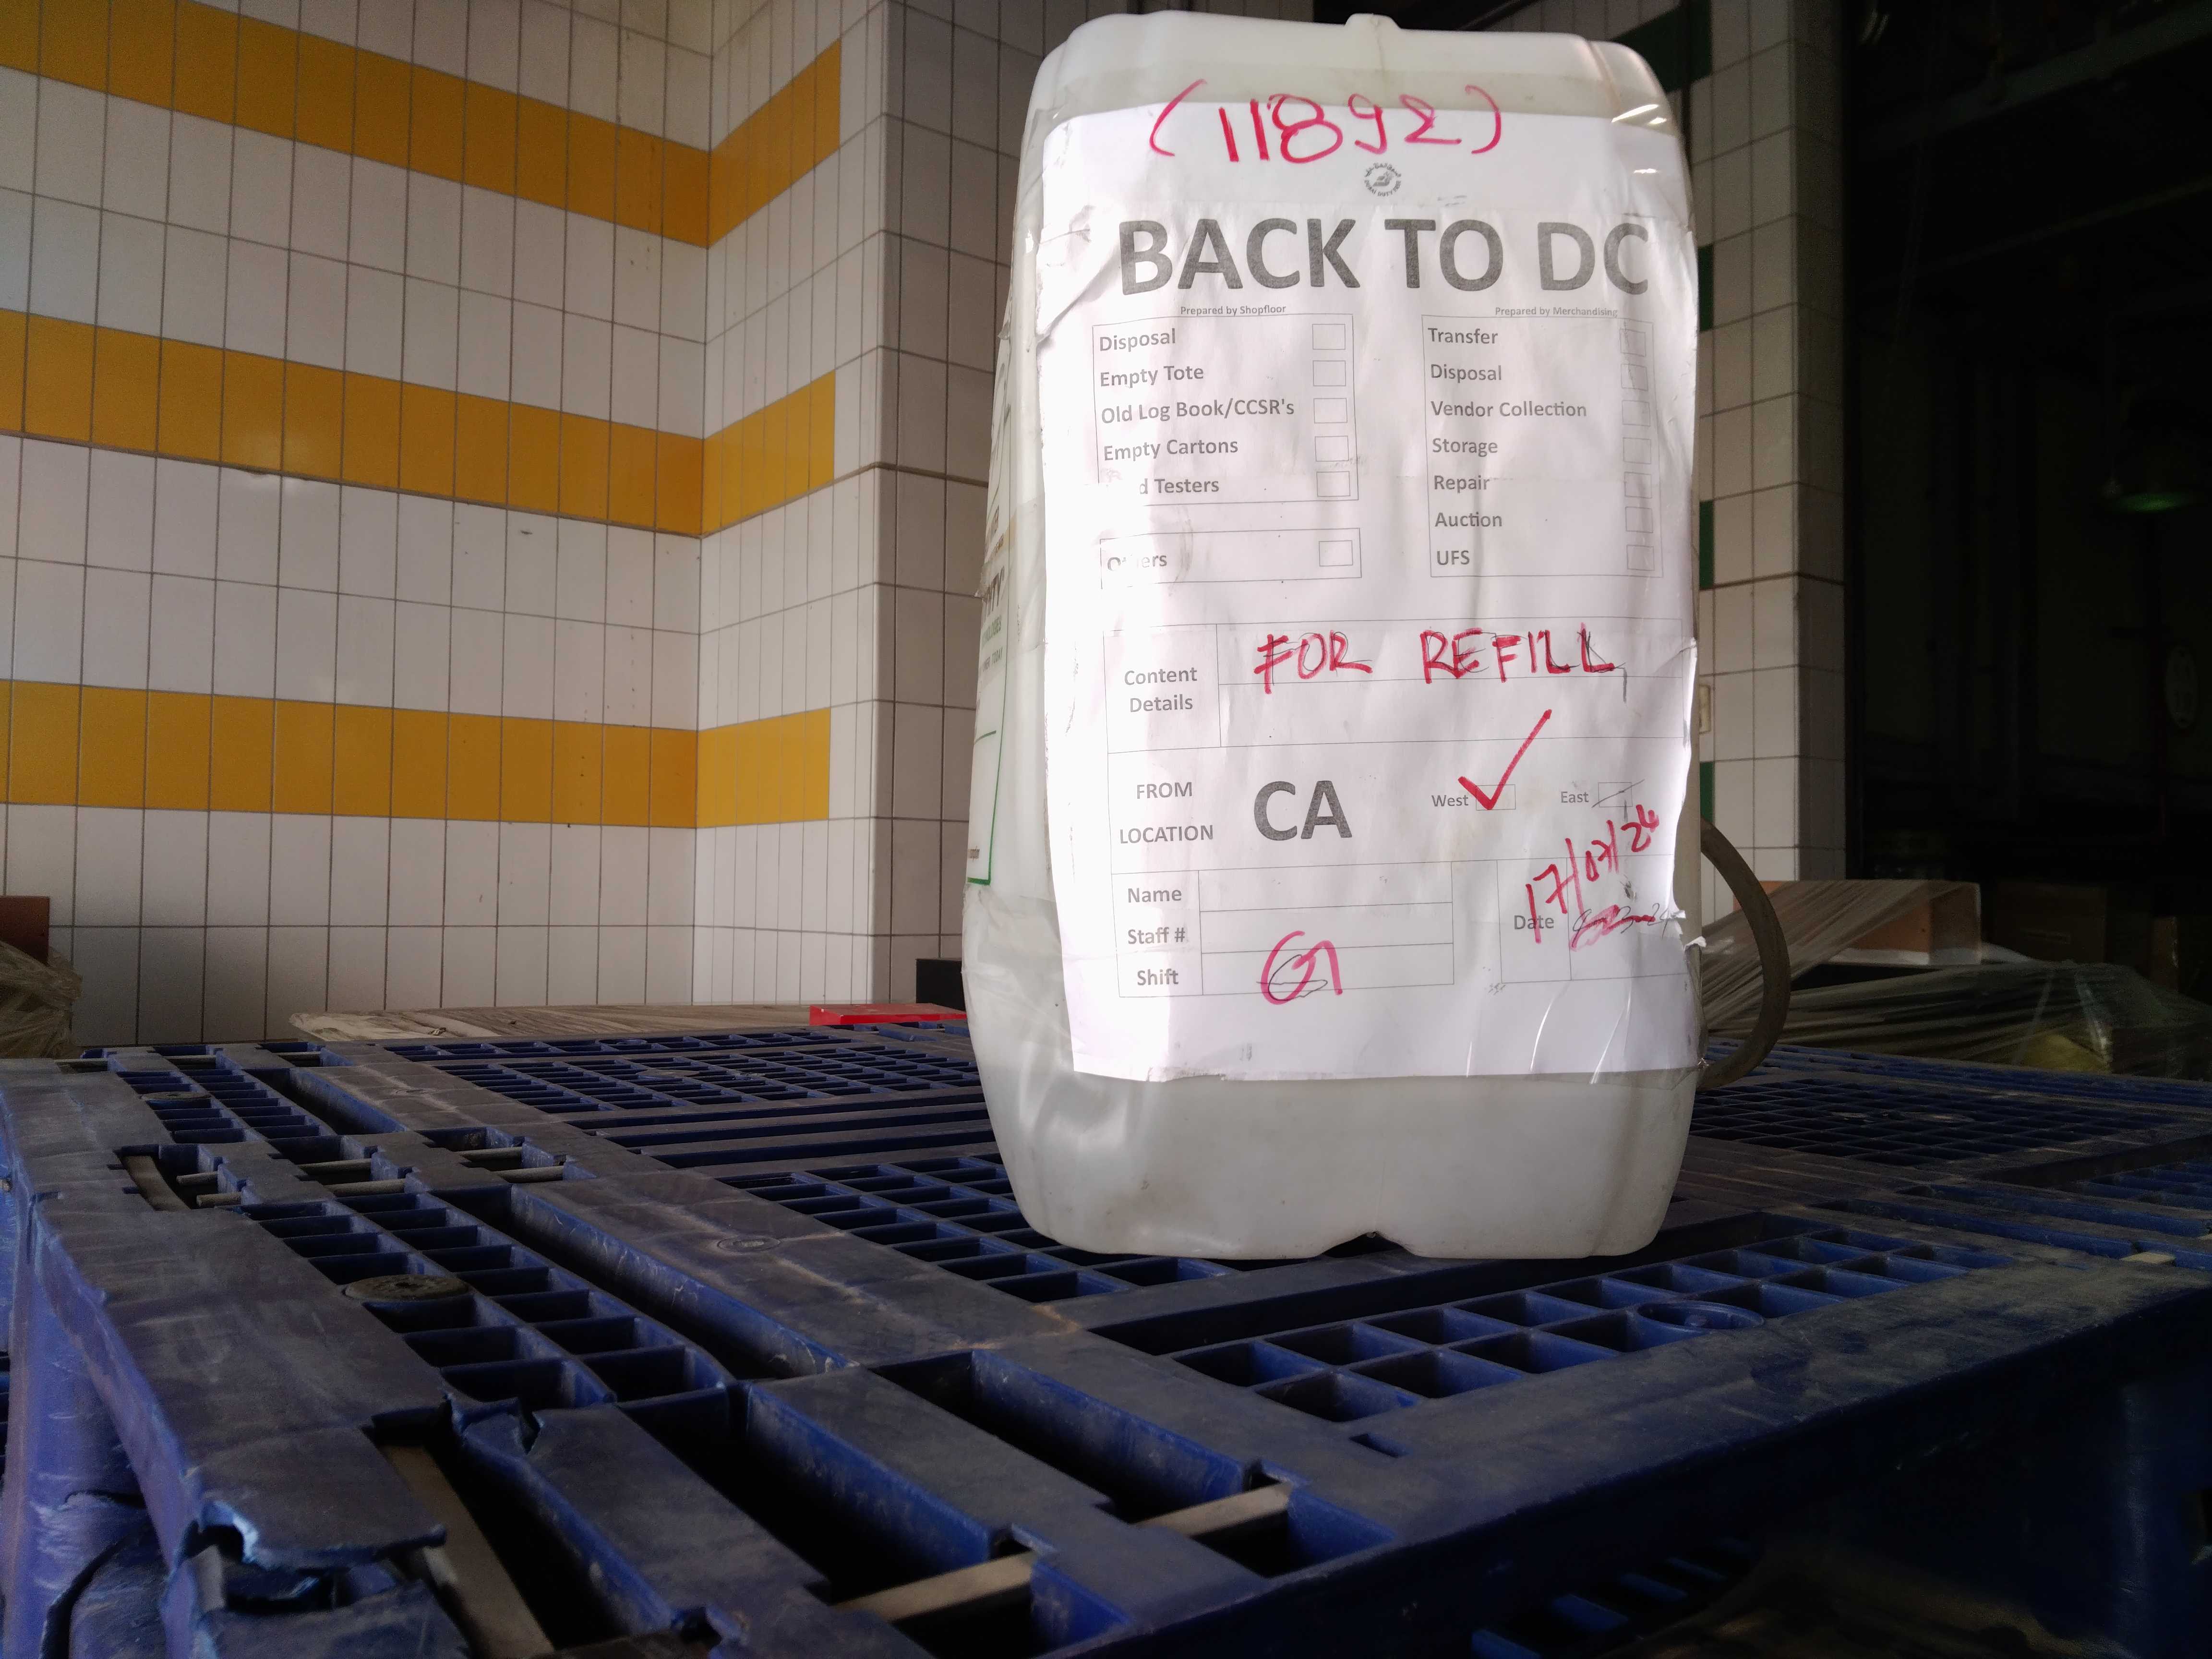 (11892)
BACK TO DC
Prepared by Shopfloor
Disposal
Empty Tote
Old Log Book/CCSR's
Empty Cartons
Testers
Prepared by Merchandising
Transfer
Disposal
Vendor Collection
Storage
Repair
Auction
UFS
Content
Details
FOR REFILL
FROM
LOCATION
CA
West
East
Name
Staff #
Shift
Date
17/07/24